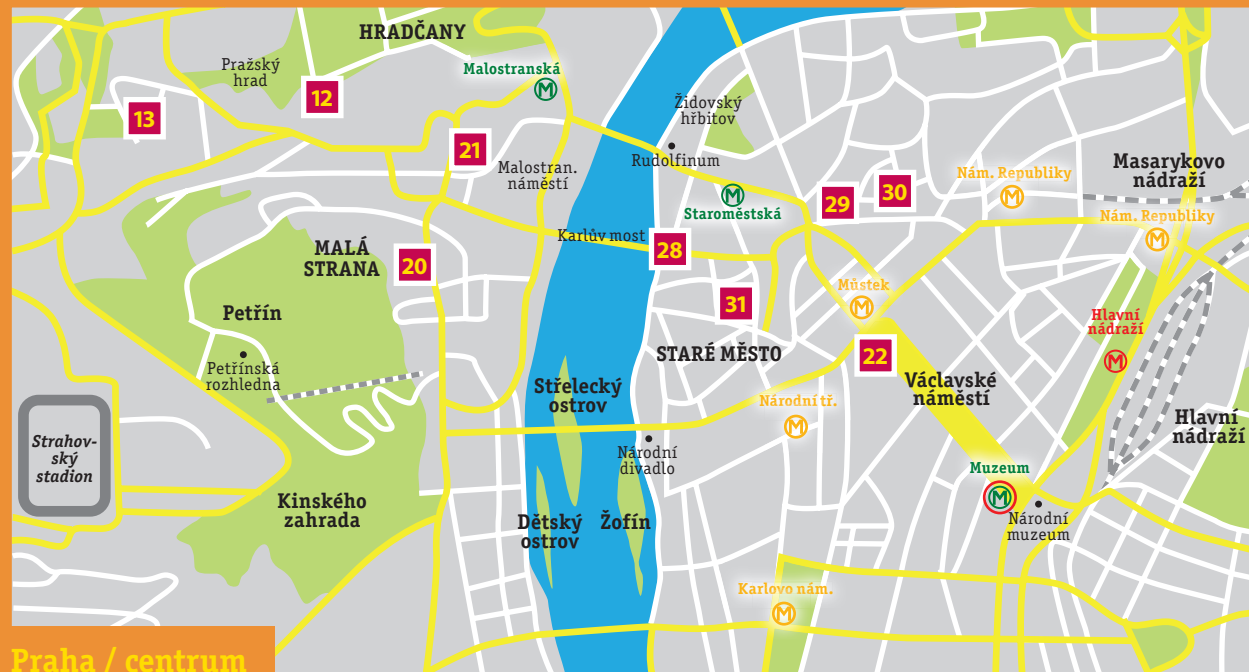 HRADČANY
Pražský
hrad
Malostranská
M
12
13
21
Židovský
hřbitov
Rudolfinum
Malostran.
náměstí
M
Staroměstská
29
30
Nám. Republiky
M
Masarykovo
nádraží
Nám. Republiky
M
MALÁ
STRANA
20
Karlův most
28
31
Můstek
M
Petřín
Petřínská
rozhledna
STARÉ MĚSTO
22
Václavské
náměstí
Hlavní
nádraží
M
Střelecký
ostrov
Národní tř.
M
Hlavní
nádraží
Strahov-
ský
stadion
Národní
divadlo
Muzeum
M
Národní
muzeum
Kinského
zahrada
Dětský
ostrov
Žofín
Karlovo nám.
M
Praha / centrum